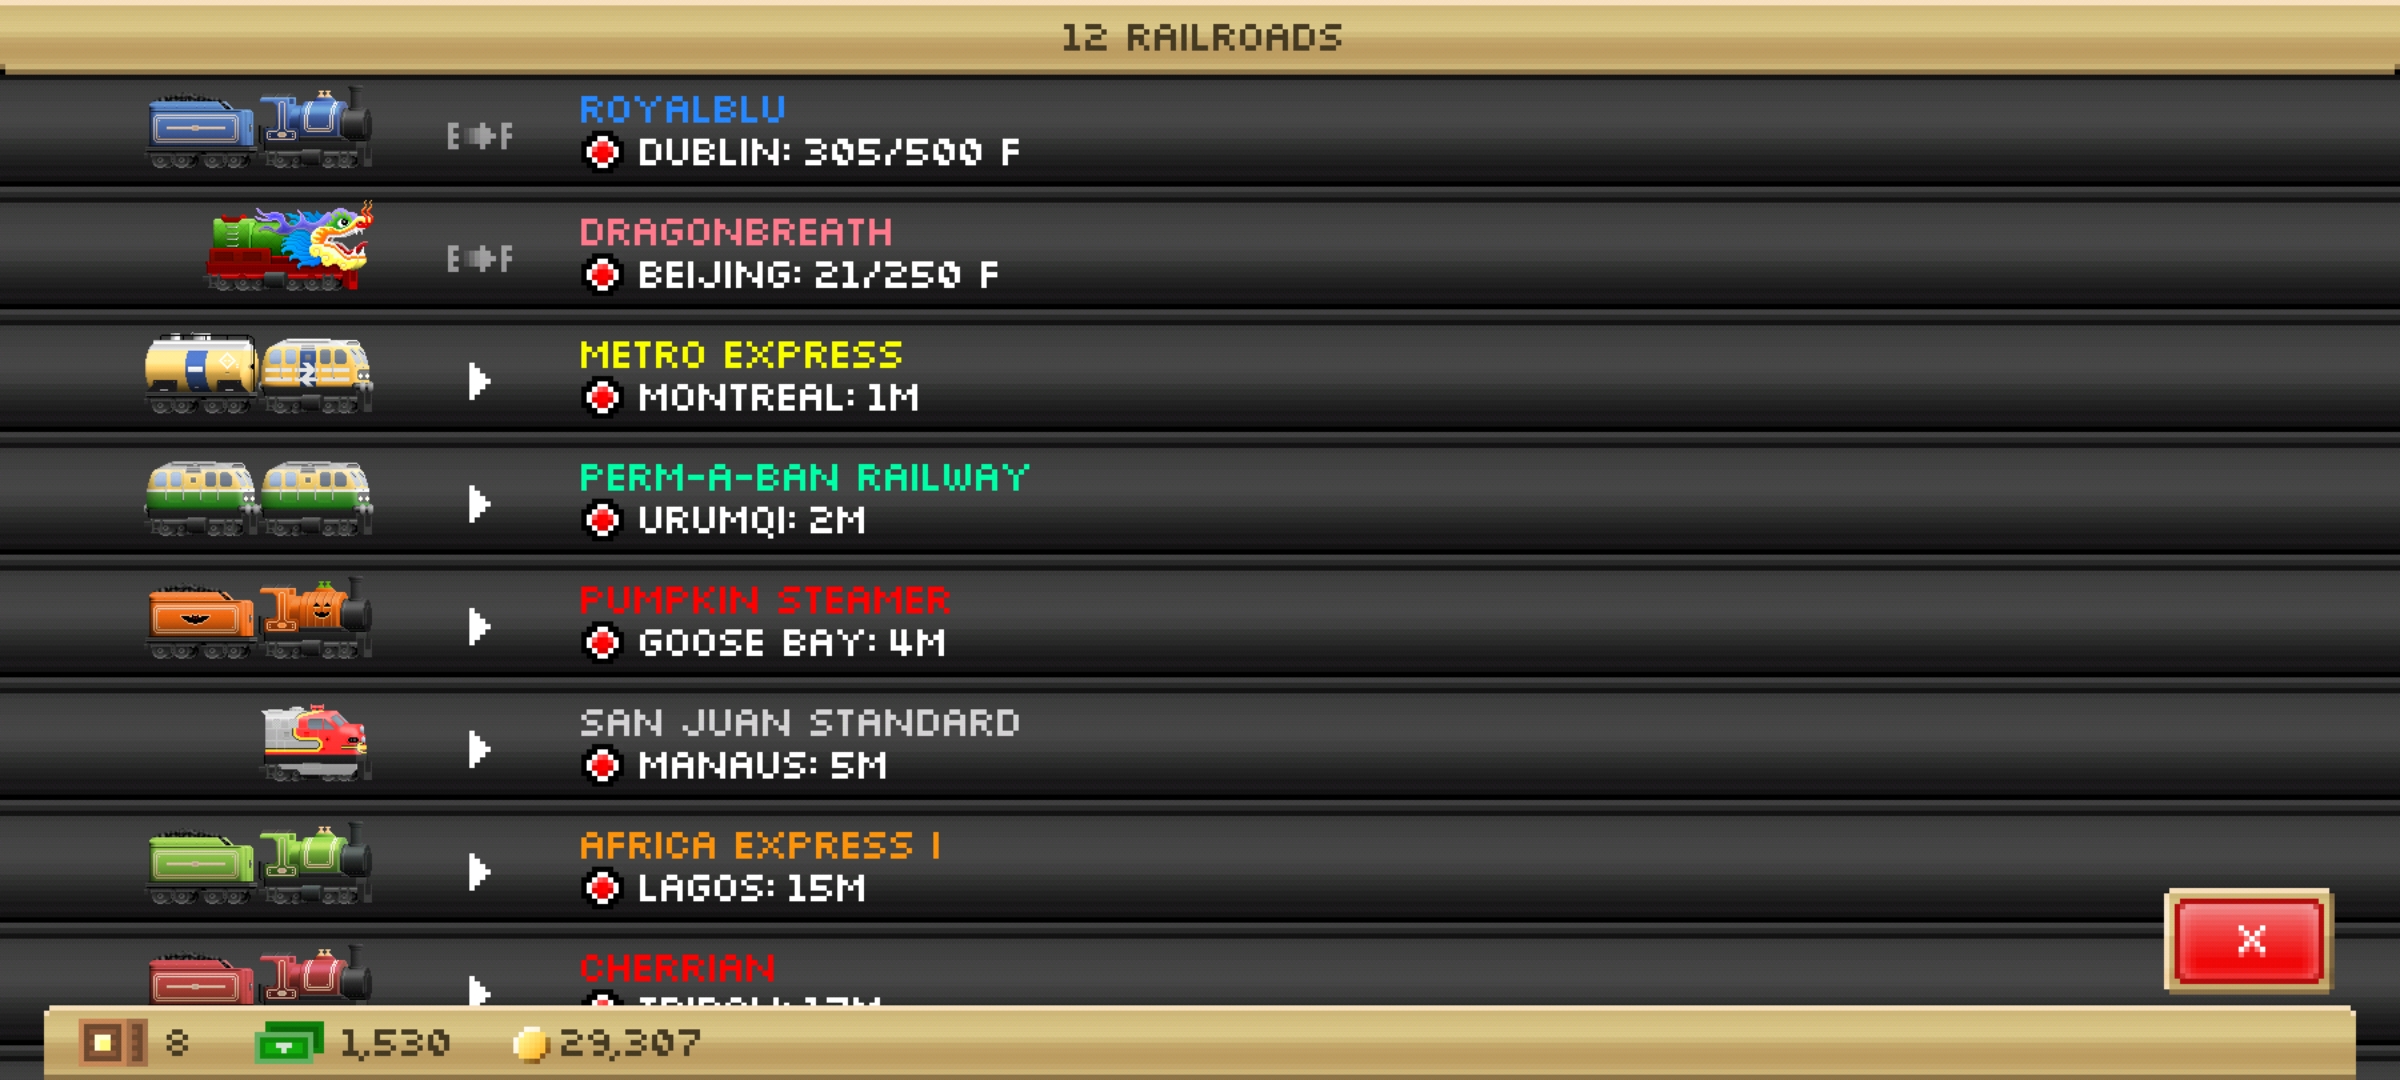 12 RAILROADS
ROYALBLU
E F DUBLIN: 305/500 F
DRAGONBREATH
E F BEIJING: 21/250 F
METRO EXPRESS
MONTREAL: 1M
PERM-A-BAN RAILWAY
URUMQI: 2M
PUMPKIN STEAMER
GOOSE BAY: 4M
SAN JUAN STANDARD
MANAUS: 5M
AFRICA EXPRESS I
LAGOS: 15M
CHERRIAN
X
8 1,530 29,307